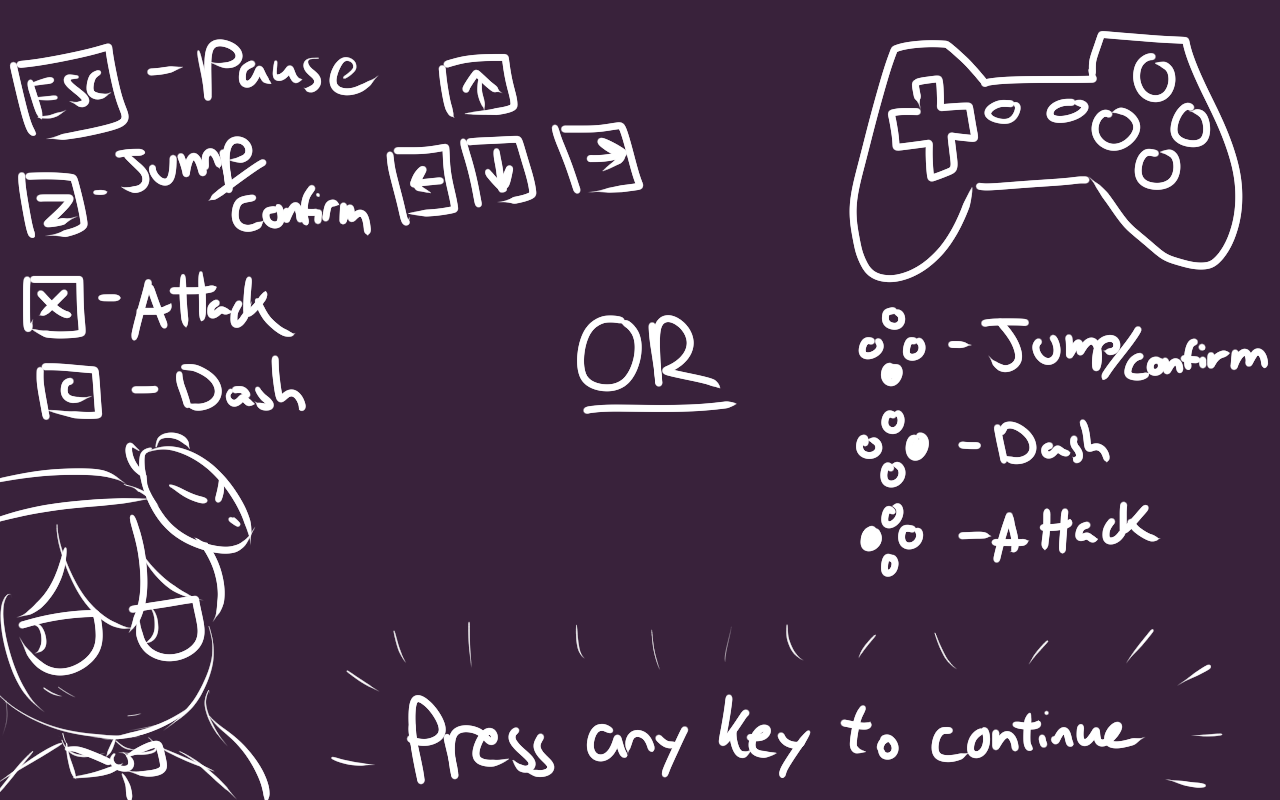 ESC - Pause
Z - Jump/
Confirm
X - Attack
C - Dash
↑
← ↓ →
OR
- Jump/confirm
- Dash
- Attack
Press any key to continue